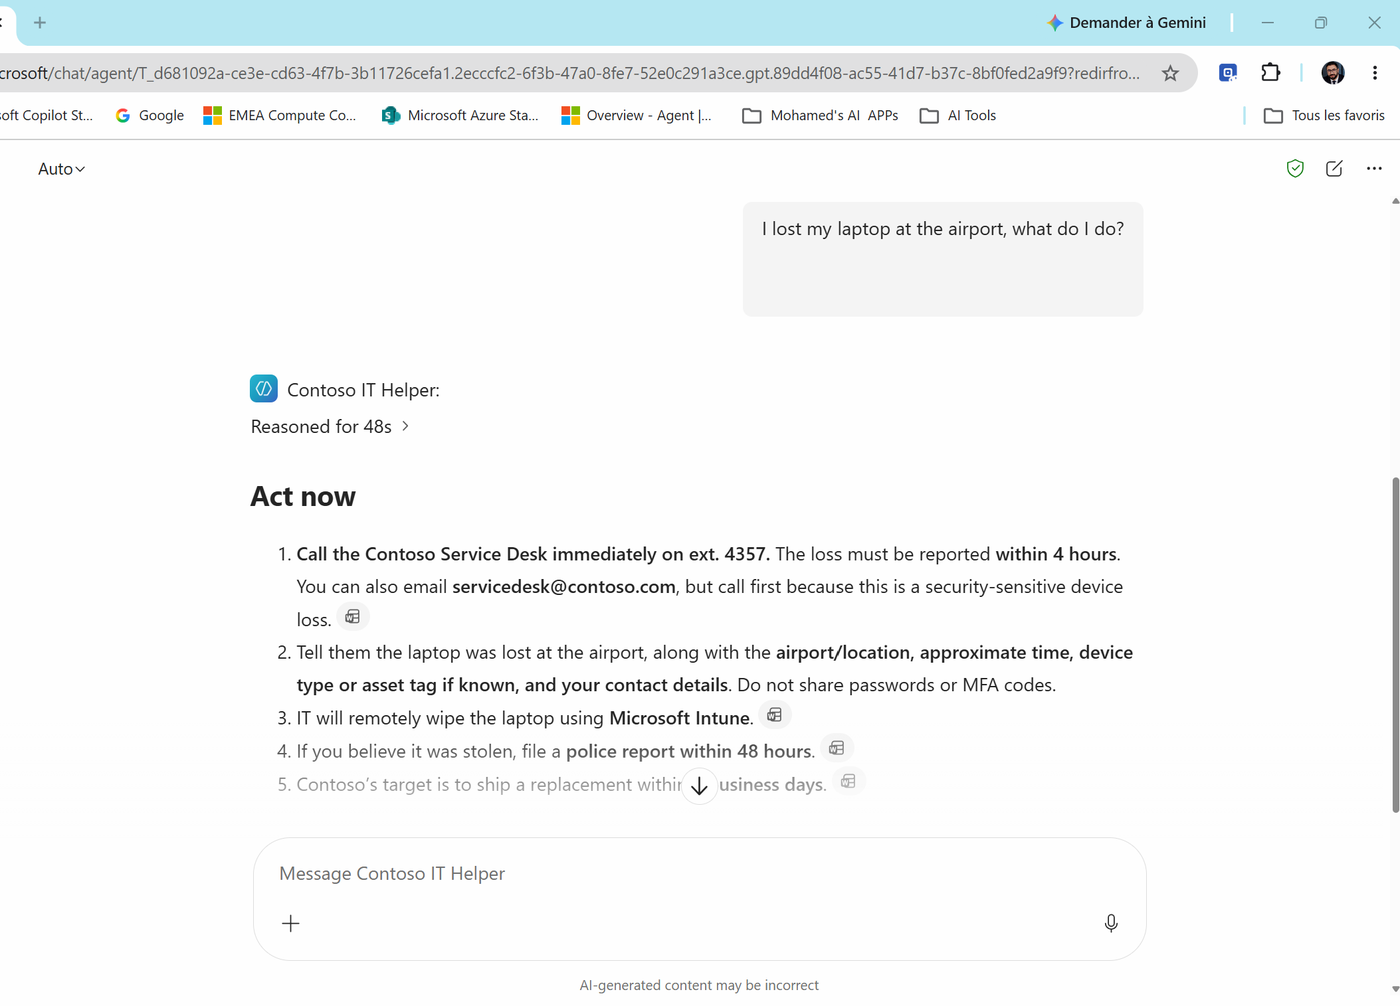 Demander à Gemini
crosoft/chat/agent/T_d681092a-ce3e-cd63-4f7b-3b11726cefa1.2ecccfc2-6f3b-47a0-8fe7-52e0c291a3ce.gpt.89dd4f08-ac55-41d7-b37c-8bf0fed2a9f9?redirfro...
oft Copilot St... Google EMEA Compute Co... Microsoft Azure Sta... Overview - Agent |... Mohamed's AI APPs AI Tools Tous les favoris
Auto
I lost my laptop at the airport, what do I do?
Contoso IT Helper:
Reasoned for 48s
Act now
1. Call the Contoso Service Desk immediately on ext. 4357. The loss must be reported within 4 hours.
You can also email servicedesk@contoso.com, but call first because this is a security-sensitive device
loss.
2. Tell them the laptop was lost at the airport, along with the airport/location, approximate time, device
type or asset tag if known, and your contact details. Do not share passwords or MFA codes.
3. IT will remotely wipe the laptop using Microsoft Intune.
4. If you believe it was stolen, file a police report within 48 hours.
5. Contoso's target is to ship a replacement withi usiness days.
Message Contoso IT Helper
AI-generated content may be incorrect